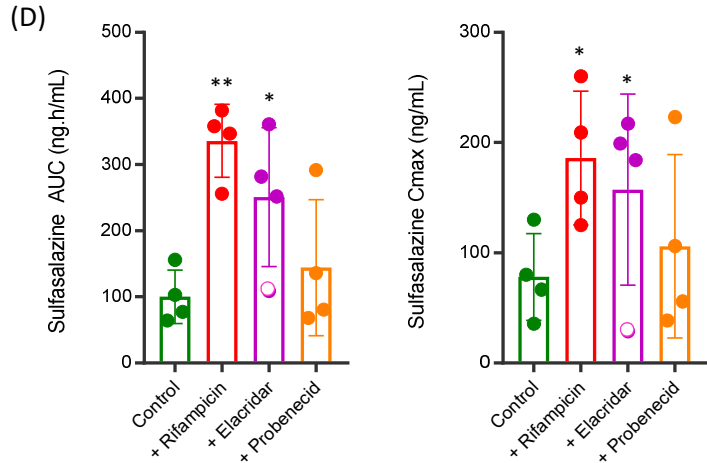 (D)
Sulfasalazine AUC (ng.h/mL)
500
400
300
200
100
0
**
*
Control
+ Rifampicin
+ Elacridar
+ Probenecid
Sulfasalazine Cmax (ng/mL)
300
200
100
0
*
*
Control
+ Rifampicin
+ Elacridar
+ Probenecid